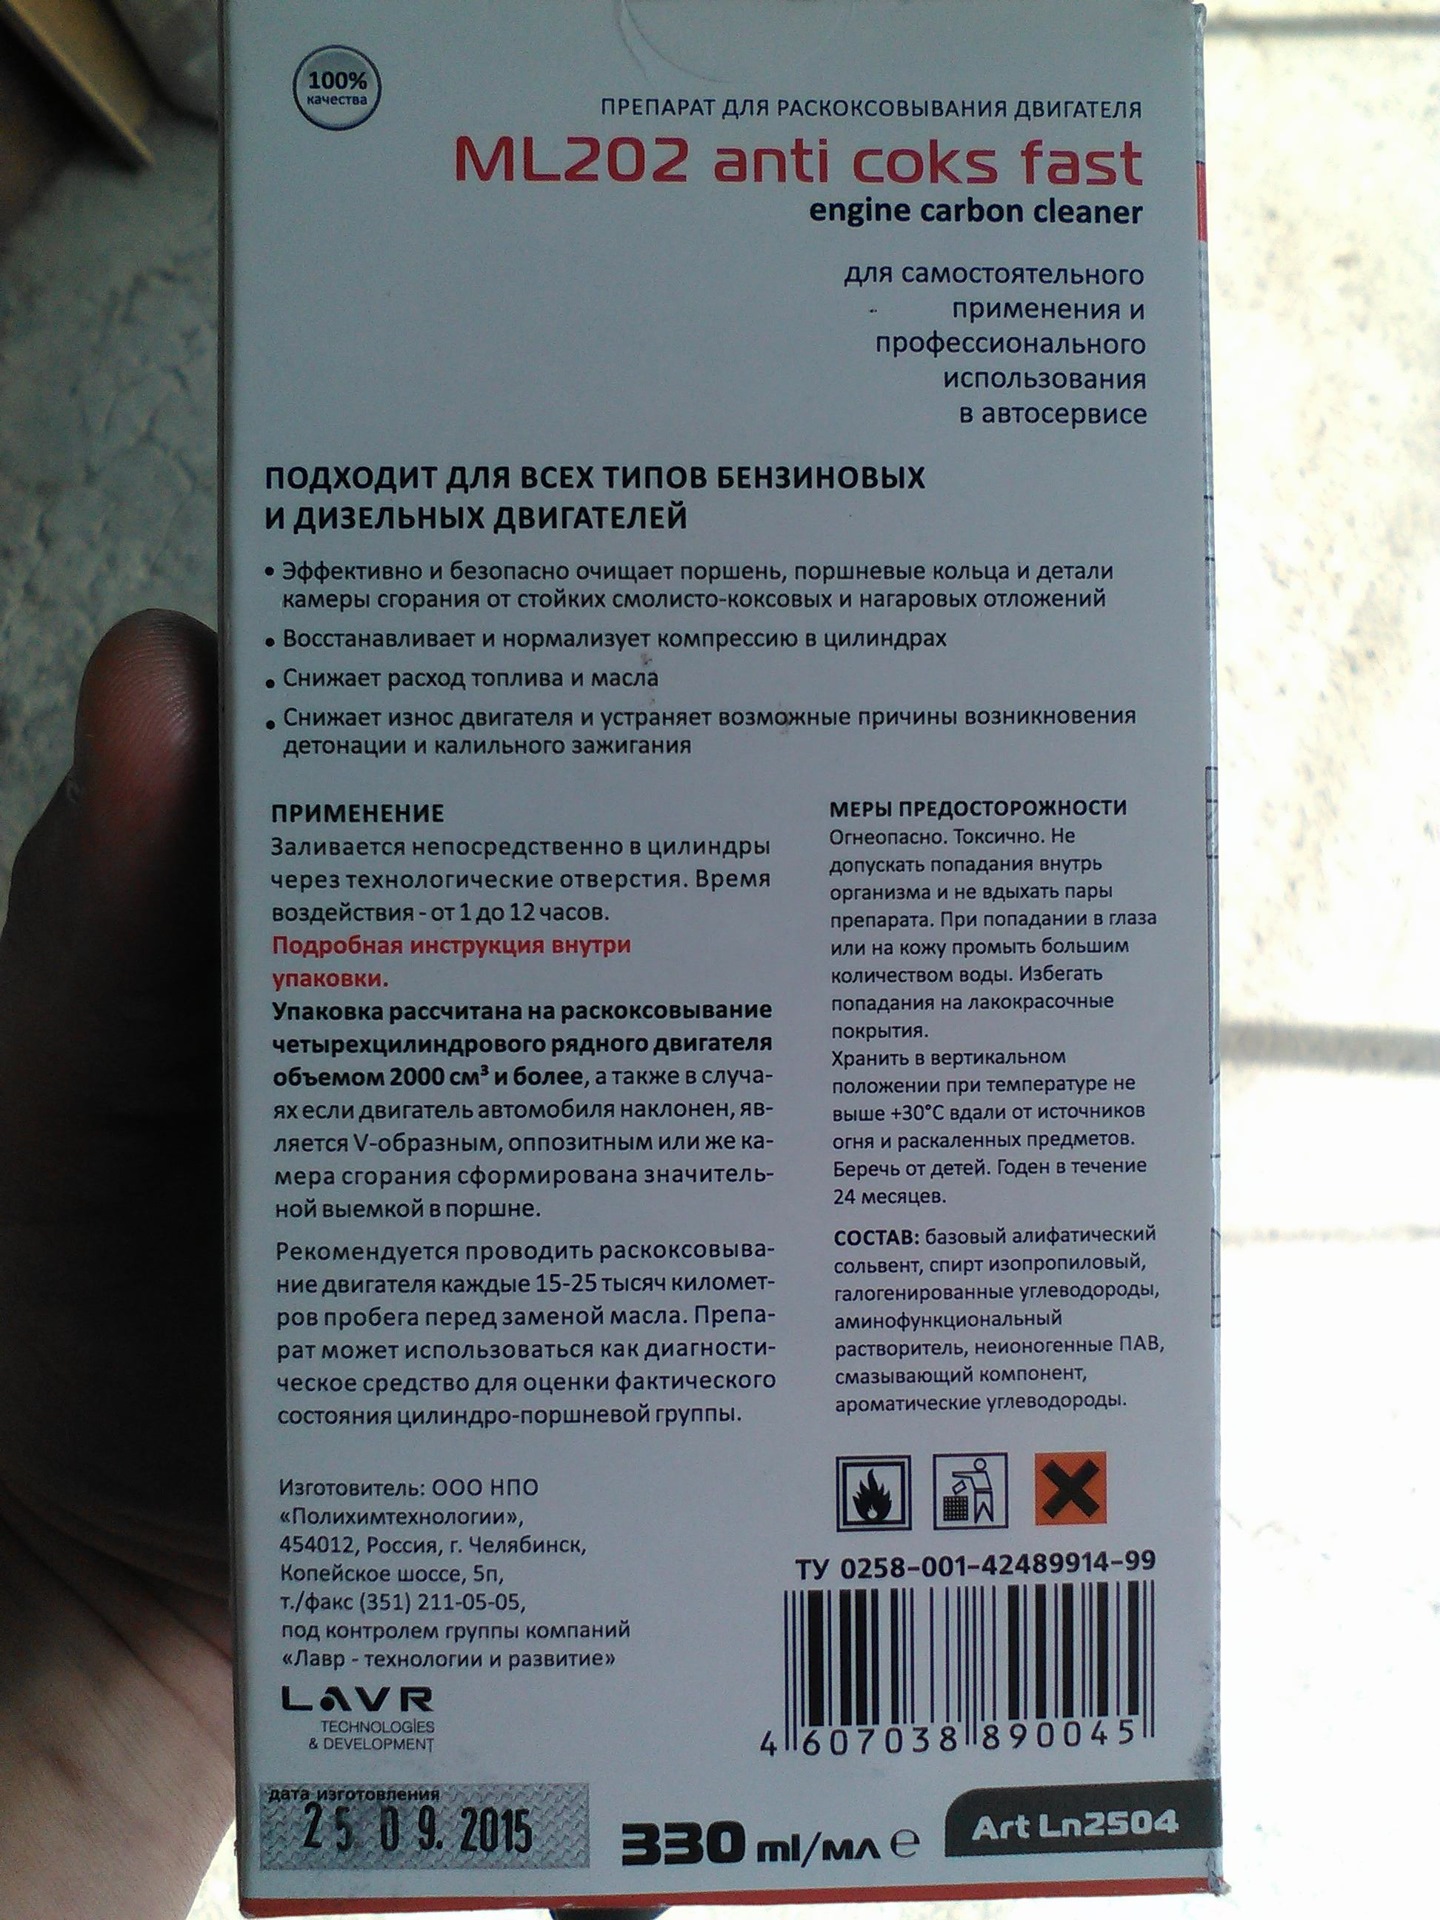 100%
качества
ПРЕПАРАТ ДЛЯ РАСКОКСОВЫВАНИЯ ДВИГАТЕЛЯ
ML202 anti coks fast
engine carbon cleaner
для самостоятельного
применения и
профессионального
использования
в автосервисе
ПОДХОДИТ ДЛЯ ВСЕХ ТИПОВ БЕНЗИНОВЫХ
И ДИЗЕЛЬНЫХ ДВИГАТЕЛЕЙ
• Эффективно и безопасно очищает поршень, поршневые кольца и детали
камеры сгорания от стойких смолисто-коксовых и нагаровых отложений
• Восстанавливает и нормализует компрессию в цилиндрах
• Снижает расход топлива и масла
• Снижает износ двигателя и устраняет возможные причины возникновения
детонации и калильного зажигания
ПРИМЕНЕНИЕ
Заливается непосредственно в цилиндры
через технологические отверстия. Время
воздействия - от 1 до 12 часов.
Подробная инструкция внутри
упаковки.
Упаковка рассчитана на раскоксовывание
четырехцилиндрового рядного двигателя
объемом 2000 см³ и более, а также в случа-
ях если двигатель автомобиля наклонен, яв-
ляется V-образным, оппозитным или же ка-
мера сгорания сформирована значитель-
ной выемкой в поршне.
Рекомендуется проводить раскоксовыва-
ние двигателя каждые 15-25 тысяч километ-
ров пробега перед заменой масла. Препа-
рат может использоваться как диагности-
ческое средство для оценки фактического
состояния цилиндро-поршневой группы.
МЕРЫ ПРЕДОСТОРОЖНОСТИ
Огнеопасно. Токсично. Не
допускать попадания внутрь
организма и не вдыхать пары
препарата. При попадании в глаза
или на кожу промыть большим
количеством воды. Избегать
попадания на лакокрасочные
покрытия.
Хранить в вертикальном
положении при температуре не
выше +30°С вдали от источников
огня и раскаленных предметов.
Беречь от детей. Годен в течение
24 месяцев.
СОСТАВ: базовый алифатический
сольвент, спирт изопропиловый,
галогенированные углеводороды,
аминофункциональный
растворитель, неионогенные ПАВ,
смазывающий компонент,
ароматические углеводороды.
Изготовитель: ООО НПО
«Полихимтехнологии»,
454012, Россия, г. Челябинск,
Копейское шоссе, 5п,
т./факс (351) 211-05-05,
под контролем группы компаний
«Лавр - технологии и развитие»
LAVR
TECHNOLOGIES
& DEVELOPMENT
ТУ 0258-001-42489914-99
4 607038 890045
дата изготовления
25 09. 2015
330 ml/мл e
Art Ln2504